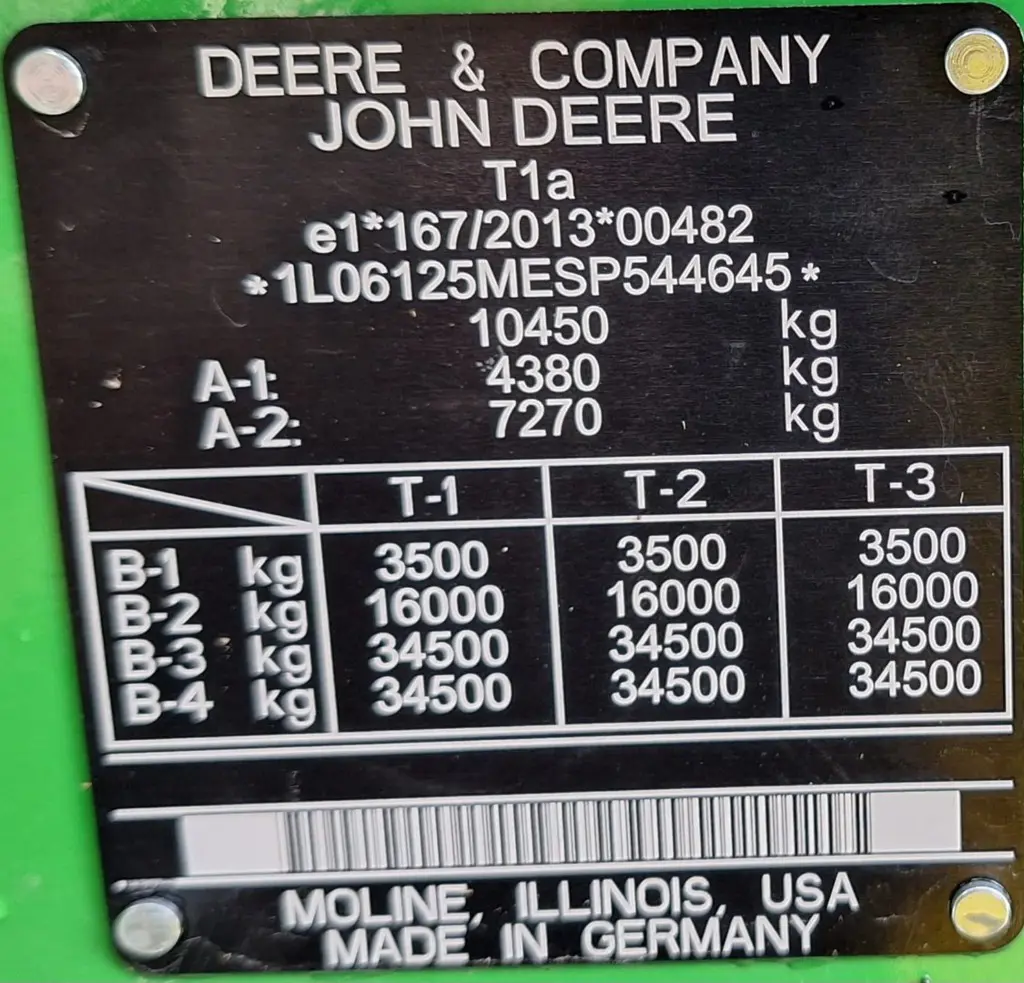 DEERE & COMPANY
JOHN DEERE
T1a
e1*167/2013*00482
*1L06125MESP544645*
10450 kg
A-1: 4380 kg
A-2: 7270 kg
T-1 T-2 T-3
B-1 kg 3500 3500 3500
B-2 kg 16000 16000 16000
B-3 kg 34500 34500 34500
B-4 kg 34500 34500 34500
MOLINE, ILLINOIS, USA
MADE IN GERMANY